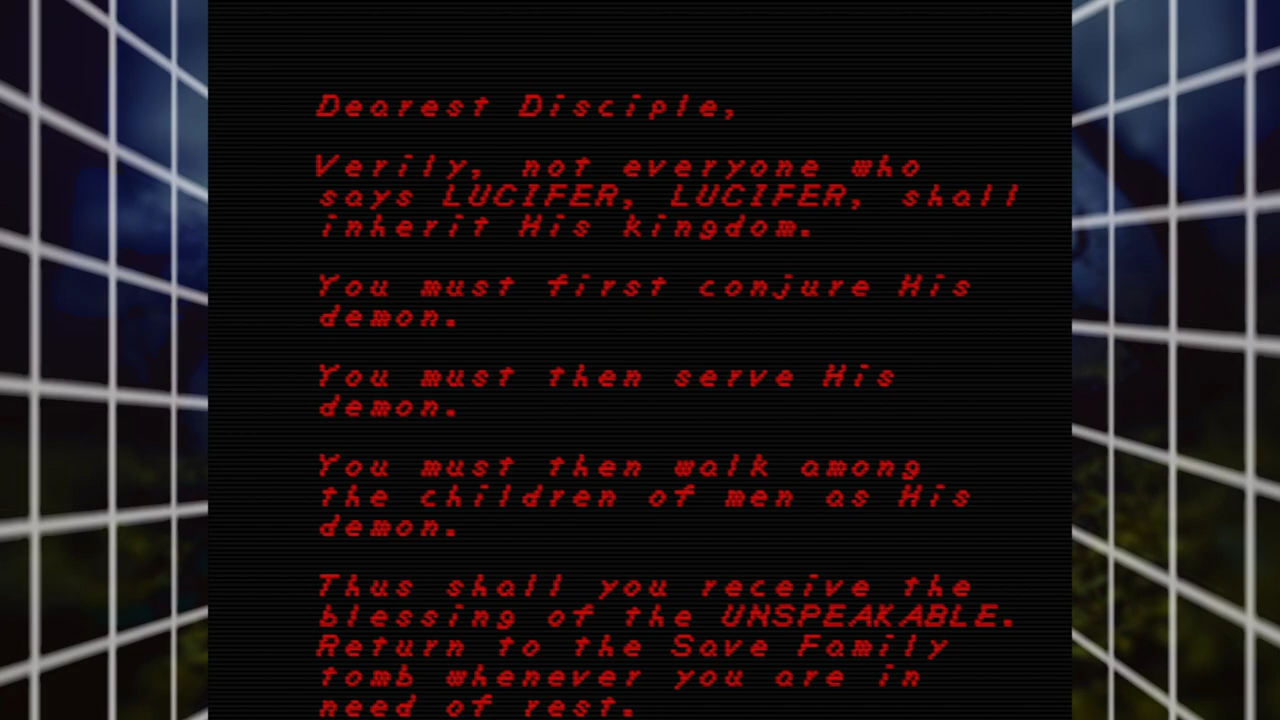 Dearest Disciple,
Verily, not everyone who
says LUCIFER, LUCIFER, shall
inherit His kingdom.
You must first conjure His
demon.
You must then serve His
demon.
You must then walk among
the children of men as His
demon.
Thus shall you receive the
blessing of the UNSPEAKABLE.
Return to the Save Family
tomb whenever you are in
need of rest.